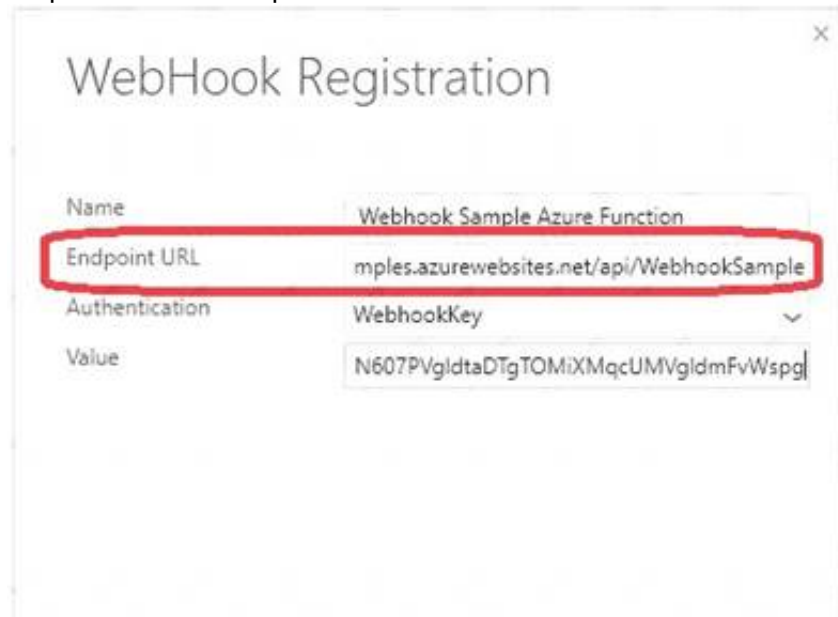 WebHook Registration
Name
Webhook Sample Azure Function
Endpoint URL
mples.azurewebsites.net/api/WebhookSample
Authentication
WebhookKey
Value
N607PVgldtaDTgTOMiXMqcUMVgldmFvWspg